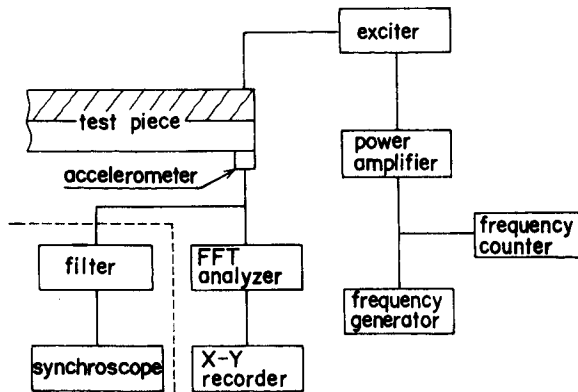 exciter
test piece
power
amplifier
accelerometer
frequency
counter
filter
FFT
analyzer
frequency
generator
synchroscope
X-Y
recorder